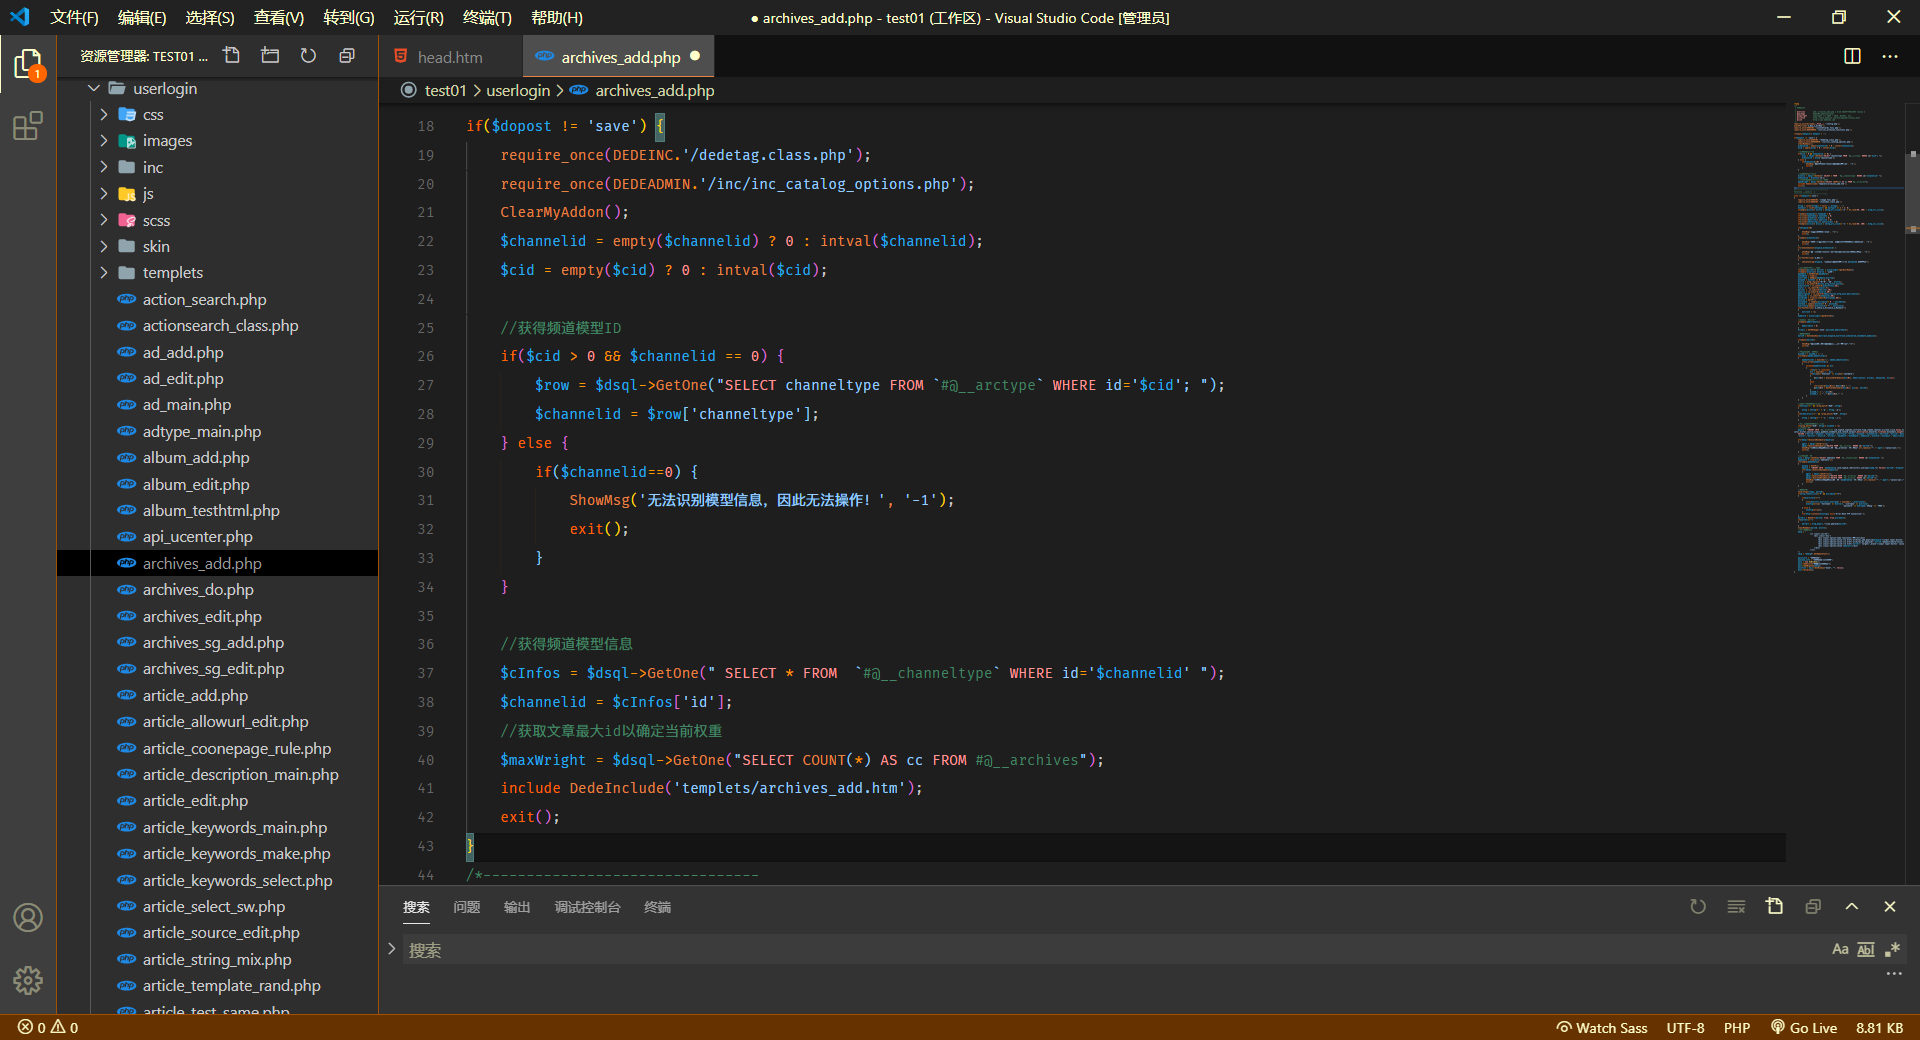 文件(F) 编辑(E) 选择(S) 查看(V) 转到(G) 运行(R) 终端(T) 帮助(H)
● archives_add.php - test01 (工作区) - Visual Studio Code [管理员]
1
资源管理器: TEST01 ...
userlogin
css
images
inc
js
scss
skin
templets
action_search.php
actionsearch_class.php
ad_add.php
ad_edit.php
ad_main.php
adtype_main.php
album_add.php
album_edit.php
album_testhtml.php
api_ucenter.php
archives_add.php
archives_do.php
archives_edit.php
archives_sg_add.php
archives_sg_edit.php
article_add.php
article_allowurl_edit.php
article_coonepage_rule.php
article_description_main.php
article_edit.php
article_keywords_main.php
article_keywords_make.php
article_keywords_select.php
article_select_sw.php
article_source_edit.php
article_string_mix.php
article_template_rand.php
article_test_same.php
head.htm
archives_add.php
test01 > userlogin > archives_add.php
18 if($dopost != 'save') {
19 require_once(DEDEINC.'/dedetag.class.php');
20 require_once(DEDEADMIN.'/inc/inc_catalog_options.php');
21 ClearMyAddon();
22 $channelid = empty($channelid) ? 0 : intval($channelid);
23 $cid = empty($cid) ? 0 : intval($cid);
24
25 //获得频道模型ID
26 if($cid > 0 && $channelid == 0) {
27 $row = $dsql->GetOne("SELECT channeltype FROM `#@__arctype` WHERE id='$cid'; ");
28 $channelid = $row['channeltype'];
29 } else {
30 if($channelid==0) {
31 ShowMsg('无法识别模型信息，因此无法操作！', '-1');
32 exit();
33 }
34 }
35
36 //获得频道模型信息
37 $cInfos = $dsql->GetOne(" SELECT * FROM  `#@__channeltype` WHERE id='$channelid' ");
38 $channelid = $cInfos['id'];
39 //获取文章最大id以确定当前权重
40 $maxWright = $dsql->GetOne("SELECT COUNT(*) AS cc FROM #@__archives");
41 include DedeInclude('templets/archives_add.htm');
42 exit();
43 }
44 /*--------------------------------
搜索 问题 输出 调试控制台 终端
搜索
Aa Abl
0 0
Watch Sass UTF-8 PHP Go Live 8.81 KB